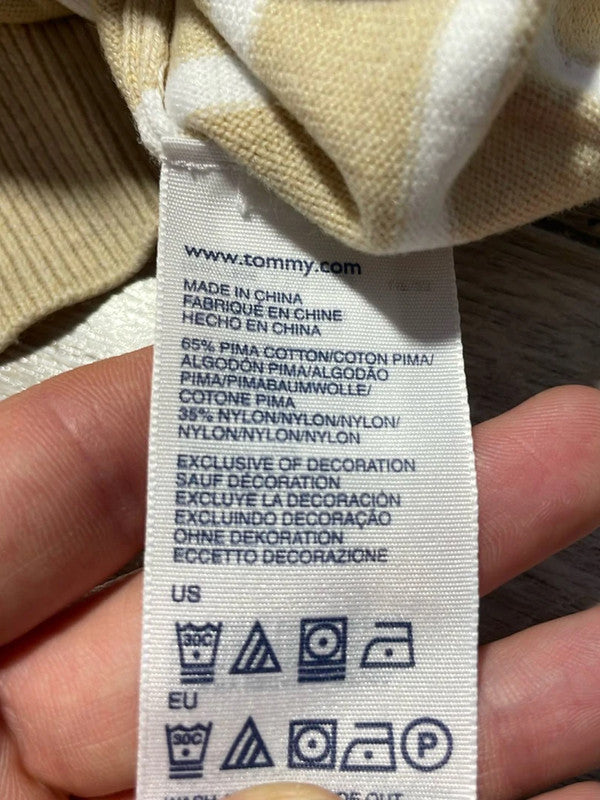 www.tommy.com
MADE IN CHINA
FABRIQUÉ EN CHINE
HECHO EN CHINA
65% PIMA COTTON/COTON PIMA/
ALGODÓN PIMA/ALGODÃO
PIMA/PIMABAUMWOLLE/
COTONE PIMA
35% NYLON/NYLON/NYLON/
NYLON/NYLON/NYLON
EXCLUSIVE OF DECORATION
SAUF DÉCORATION
EXCLUYE LA DECORACIÓN
EXCLUINDO DECORAÇÃO
OHNE DEKORATION
ECCETTO DECORAZIONE
US
30C
EU
30C P